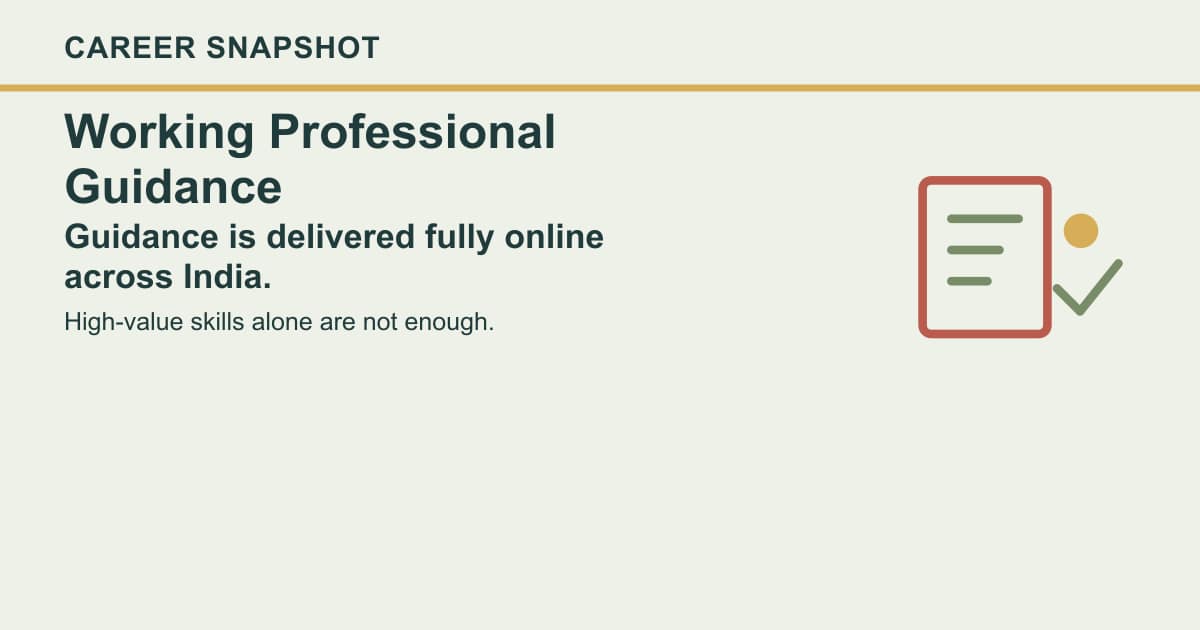 CAREER SNAPSHOT
Working Professional
Guidance
Guidance is delivered fully online
across India.
High-value skills alone are not enough.